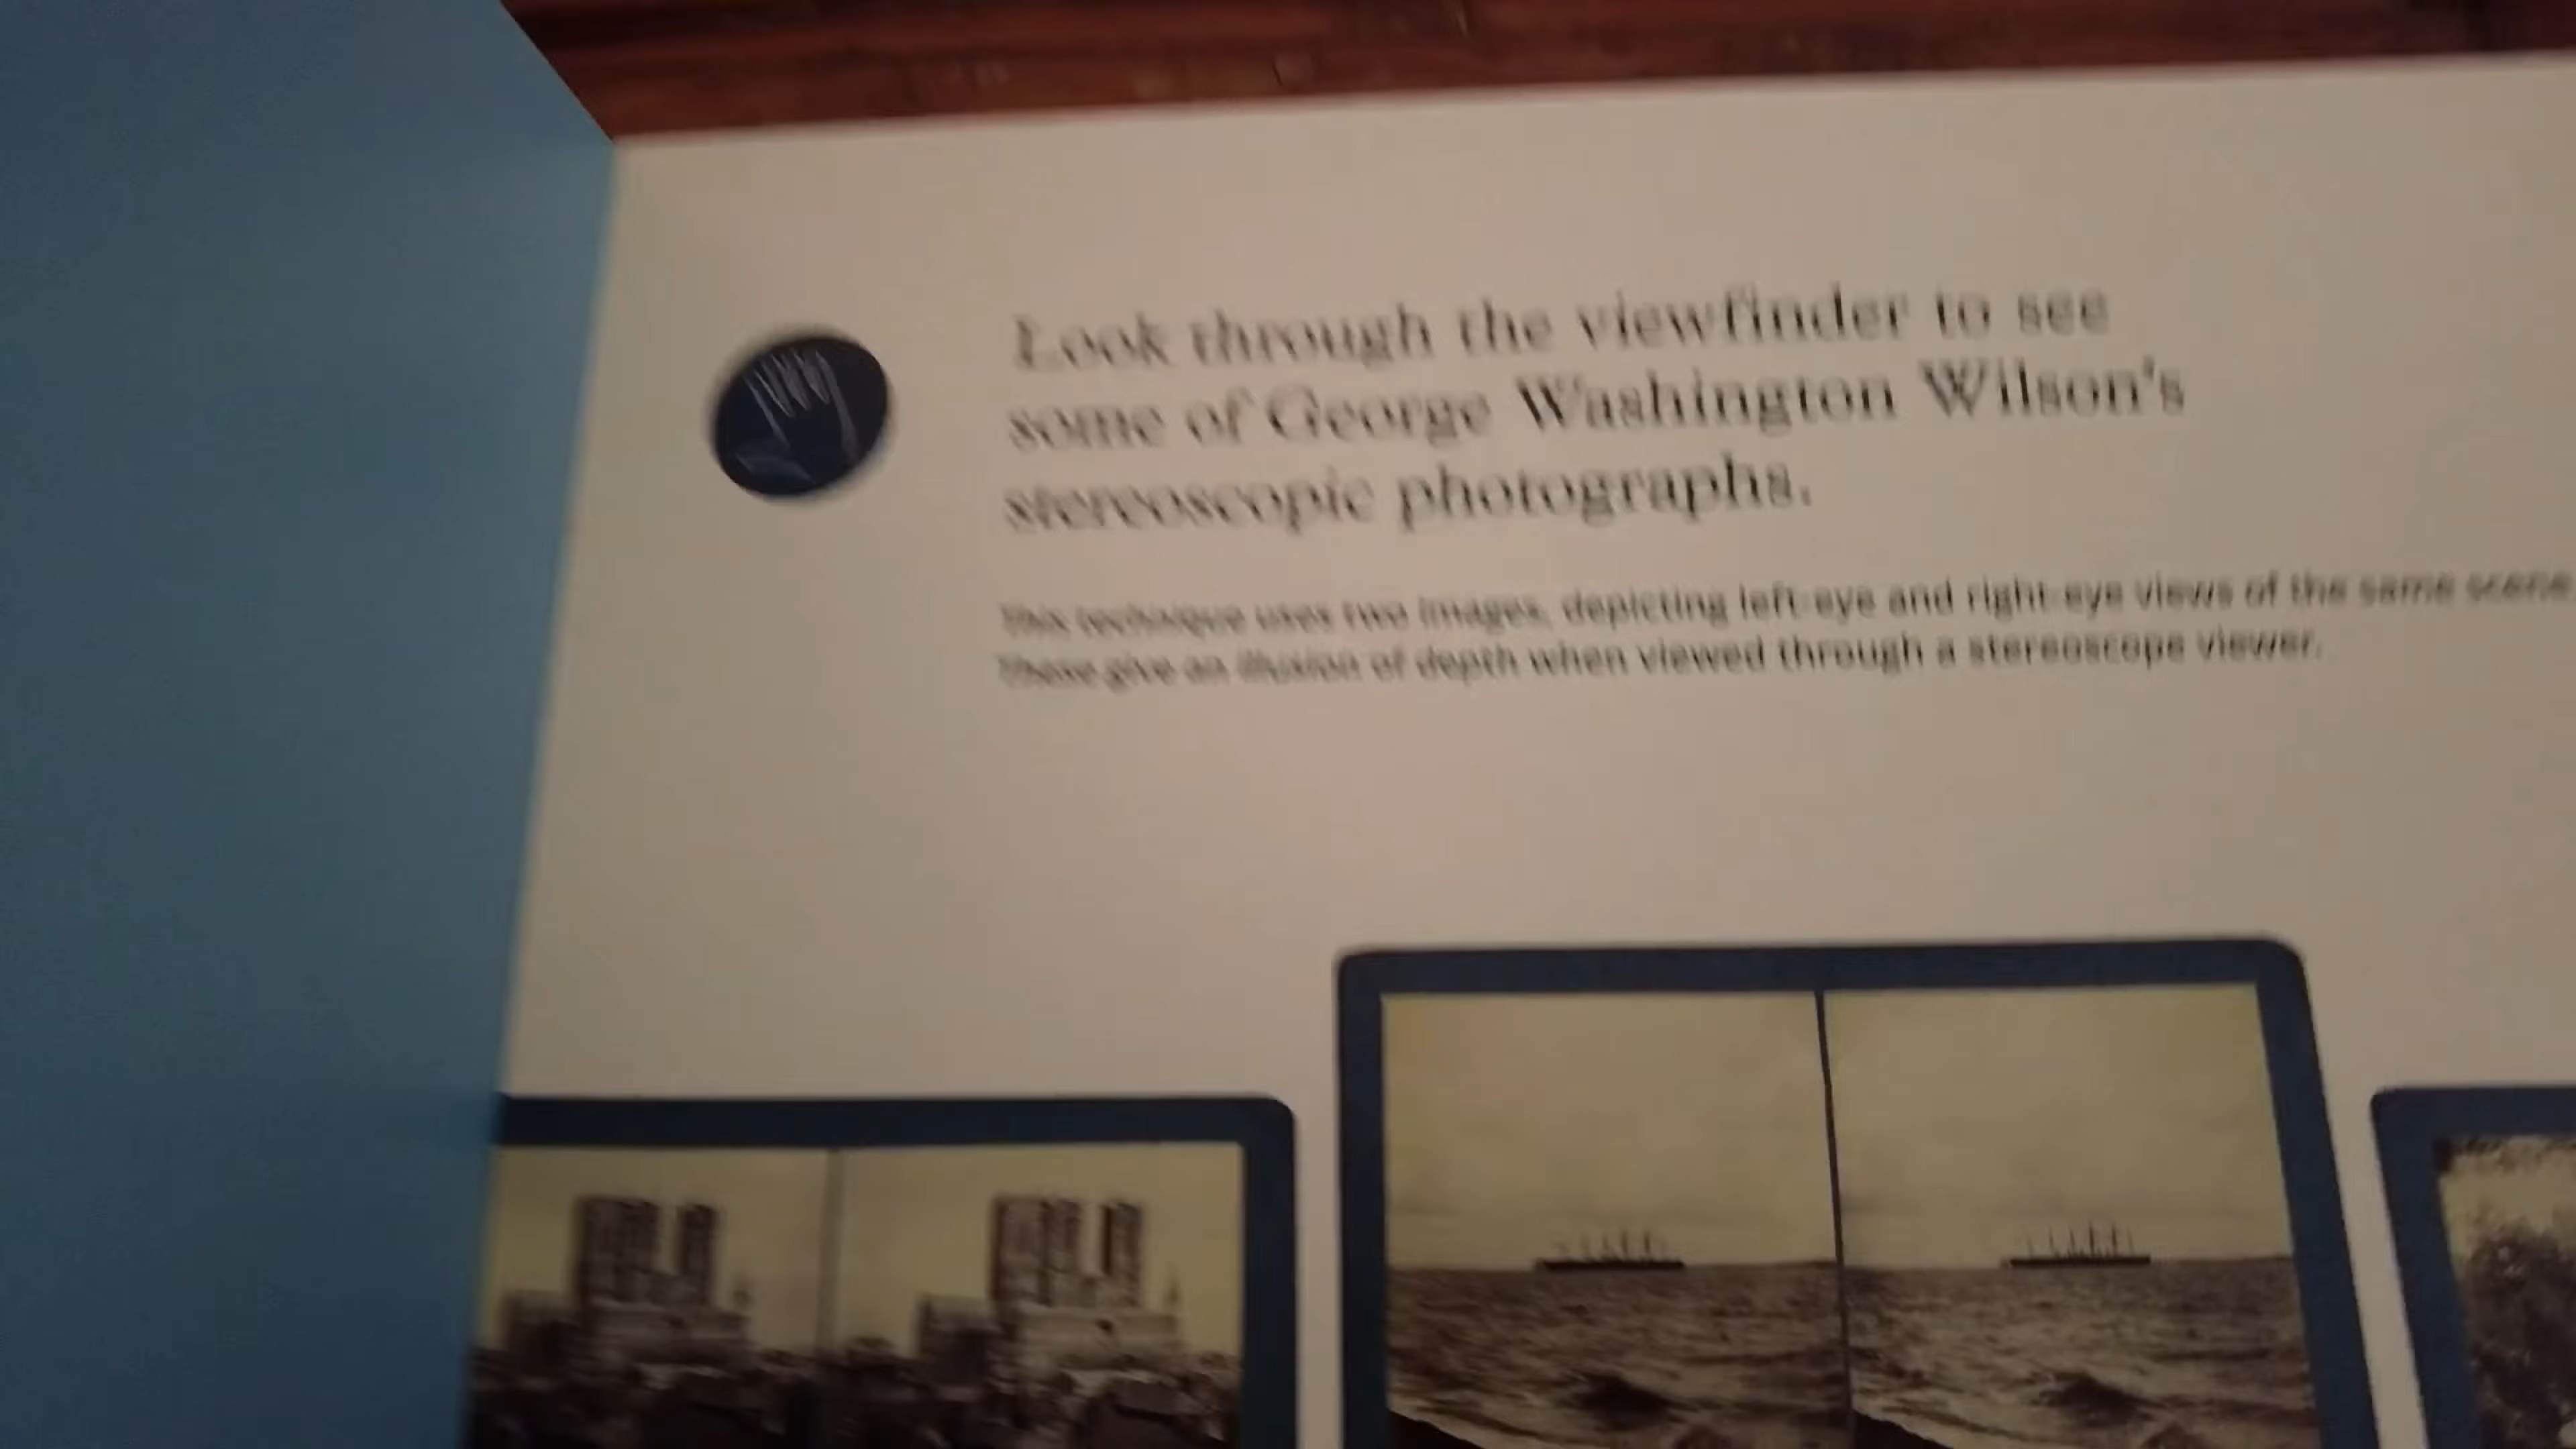 Look through the viewfinder to see
some of George Washington Wilson's
stereoscopic photographs.
This technique uses two images, depicting left-eye and right-eye views of the same scene
These give an illusion of depth when viewed through a stereoscope viewer.